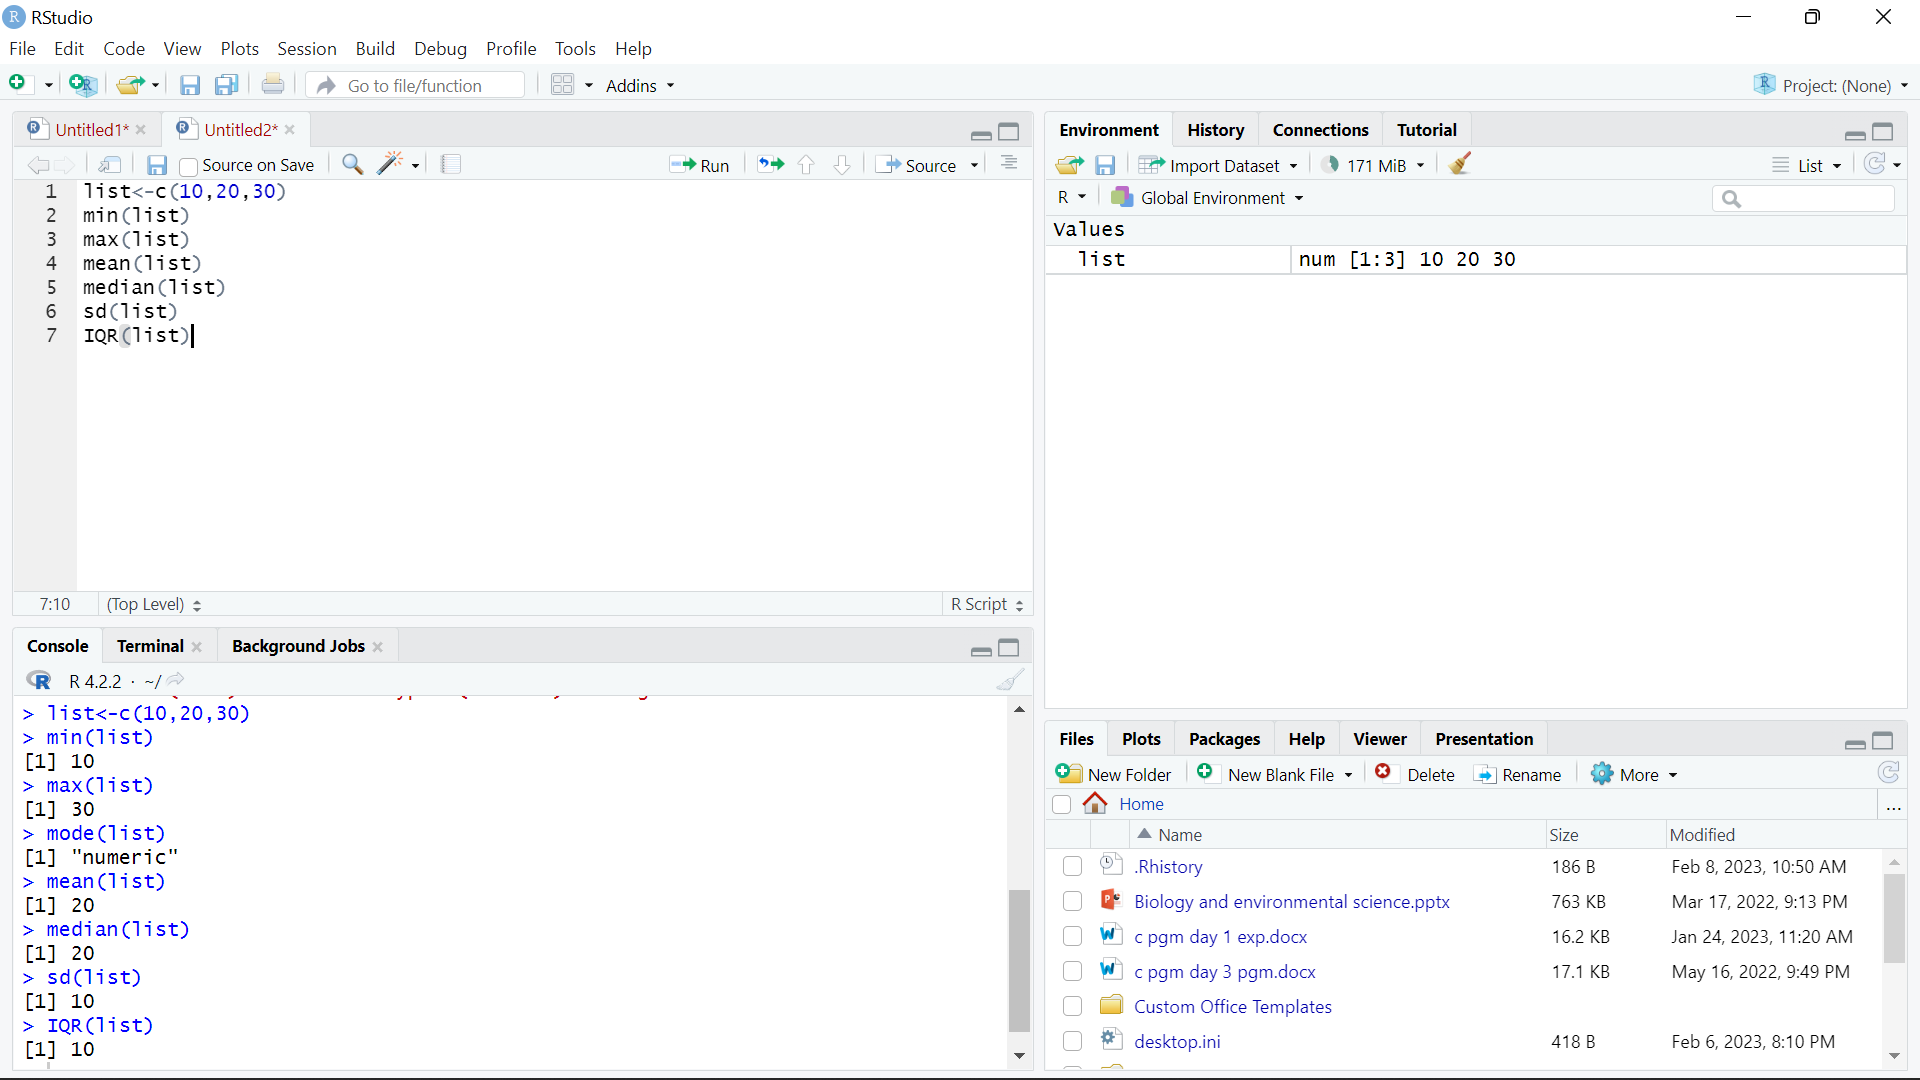 RStudio
File Edit Code View Plots Session Build Debug Profile Tools Help
Go to file/function Addins Project: (None)
Untitled1* Untitled2*
Source on Save Run Source
1 list<-c(10,20,30)
2 min(list)
3 max(list)
4 mean(list)
5 median(list)
6 sd(list)
7 IQR(list)
7:10 (Top Level) R Script
Console Terminal Background Jobs
R 4.2.2 · ~/
> list<-c(10,20,30)
> min(list)
[1] 10
> max(list)
[1] 30
> mode(list)
[1] "numeric"
> mean(list)
[1] 20
> median(list)
[1] 20
> sd(list)
[1] 10
> IQR(list)
[1] 10
Environment History Connections Tutorial
Import Dataset 171 MiB List
R Global Environment
Values
list num [1:3] 10 20 30
Files Plots Packages Help Viewer Presentation
New Folder New Blank File Delete Rename More
Home ...
Name Size Modified
.Rhistory 186 B Feb 8, 2023, 10:50 AM
Biology and environmental science.pptx 763 KB Mar 17, 2022, 9:13 PM
c pgm day 1 exp.docx 16.2 KB Jan 24, 2023, 11:20 AM
c pgm day 3 pgm.docx 17.1 KB May 16, 2022, 9:49 PM
Custom Office Templates
desktop.ini 418 B Feb 6, 2023, 8:10 PM